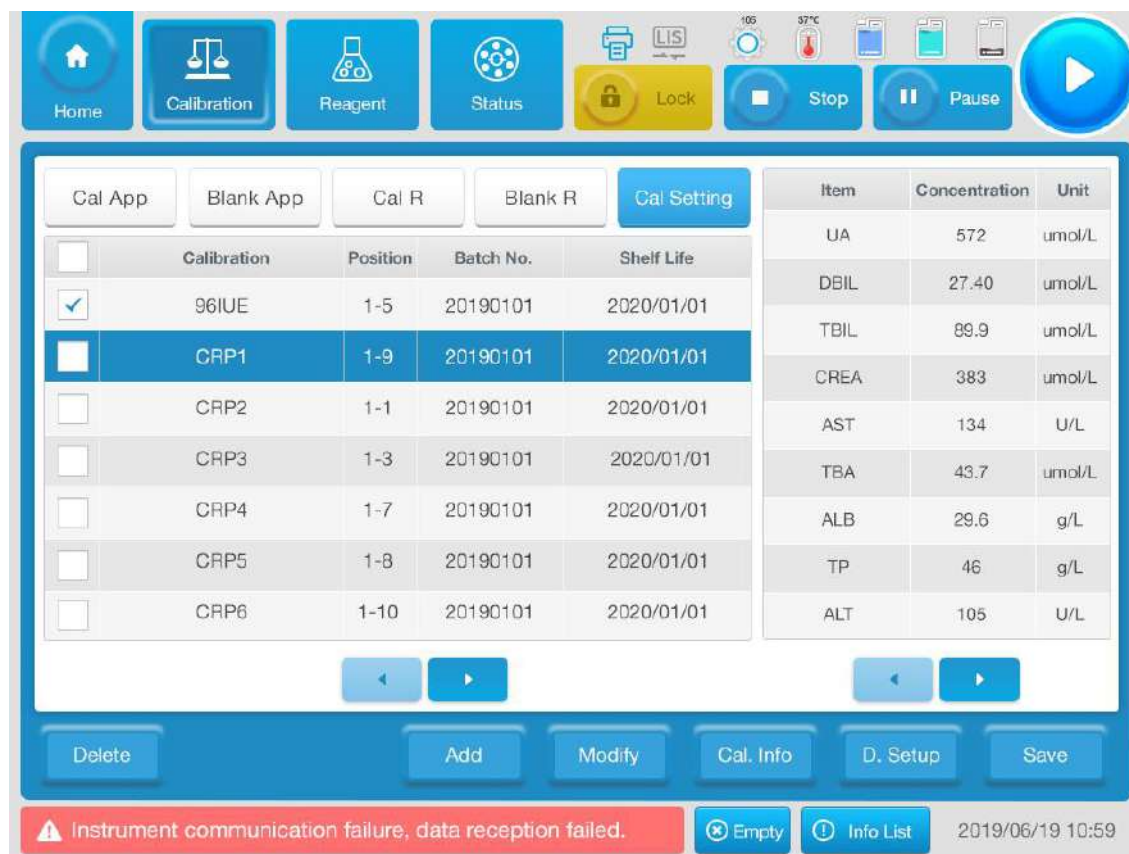 105 37°C
LIS
Home Calibration Reagent Status Lock Stop Pause
Cal App Blank App Cal R Blank R Cal Setting
Calibration Position Batch No. Shelf Life
96IUE 1-5 20190101 2020/01/01
CRP1 1-9 20190101 2020/01/01
CRP2 1-1 20190101 2020/01/01
CRP3 1-3 20190101 2020/01/01
CRP4 1-7 20190101 2020/01/01
CRP5 1-8 20190101 2020/01/01
CRP6 1-10 20190101 2020/01/01
Item Concentration Unit
UA 572 umol/L
DBIL 27.40 umol/L
TBIL 89.9 umol/L
CREA 383 umol/L
AST 134 U/L
TBA 43.7 umol/L
ALB 29.6 g/L
TP 46 g/L
ALT 105 U/L
Delete Add Modify Cal. Info D. Setup Save
Instrument communication failure, data reception failed. Empty Info List 2019/06/19 10:59